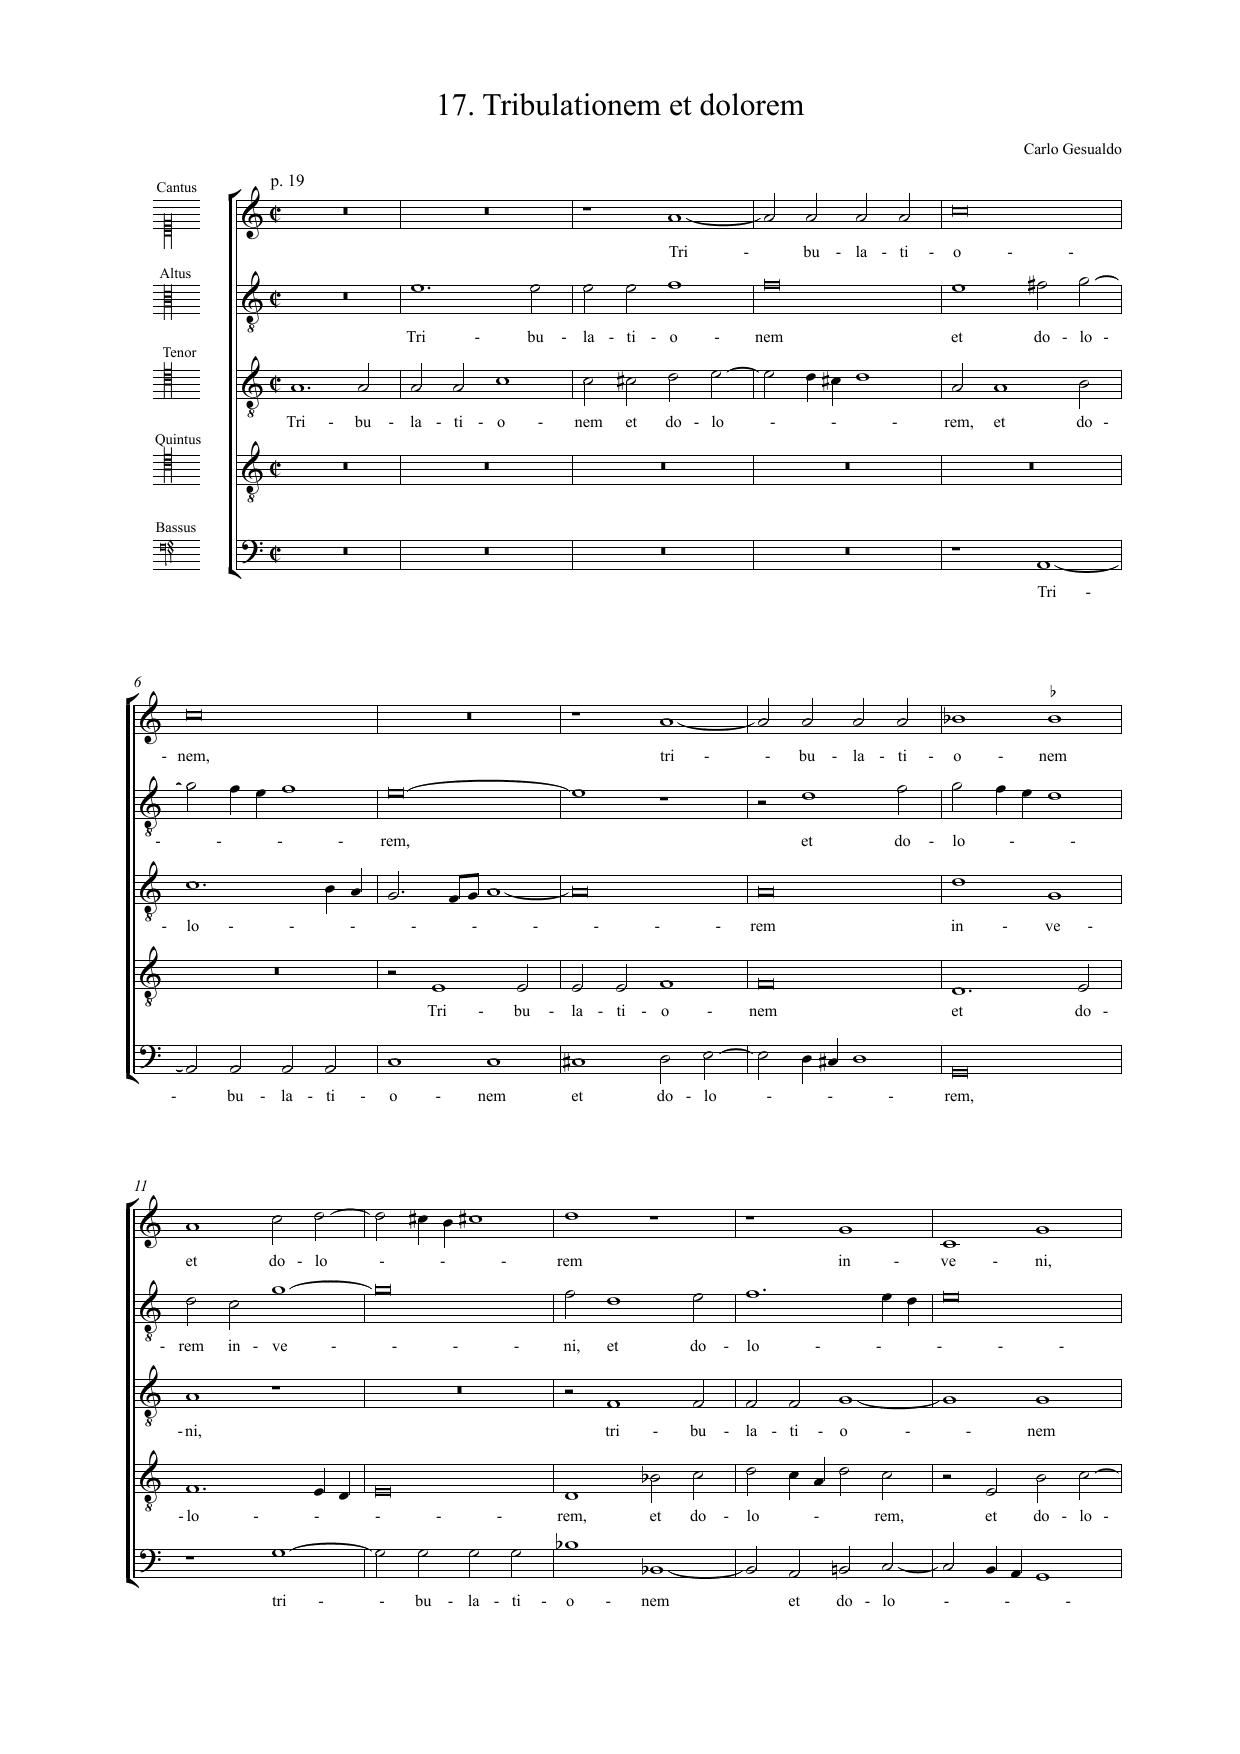 17. Tribulationem et dolorem
Carlo Gesualdo
p. 19
Cantus
Tri - bu - la - ti - o - -
Altus
Tri - bu - la - ti - o - nem et do - lo -
Tenor
Tri - bu - la - ti - o - nem et do - lo - - - rem, et do -
Quintus
Bassus
Tri -
6
- nem, tri - - bu - la - ti - o - nem
- - - - rem, et do - lo - -
- lo - - - - - - - - rem in - ve -
Tri - bu - la - ti - o - nem et do -
- bu - la - ti - o - nem et do - lo - - - rem,
11
et do - lo - - - rem in - ve - ni,
- rem in - ve - - - - ni, et do - lo - - - - -
- ni, tri - bu - la - ti - o - - nem
- lo - - - - - rem, et do - lo - rem, et do - lo -
tri - - bu - la - ti - o - nem et do - lo - - -